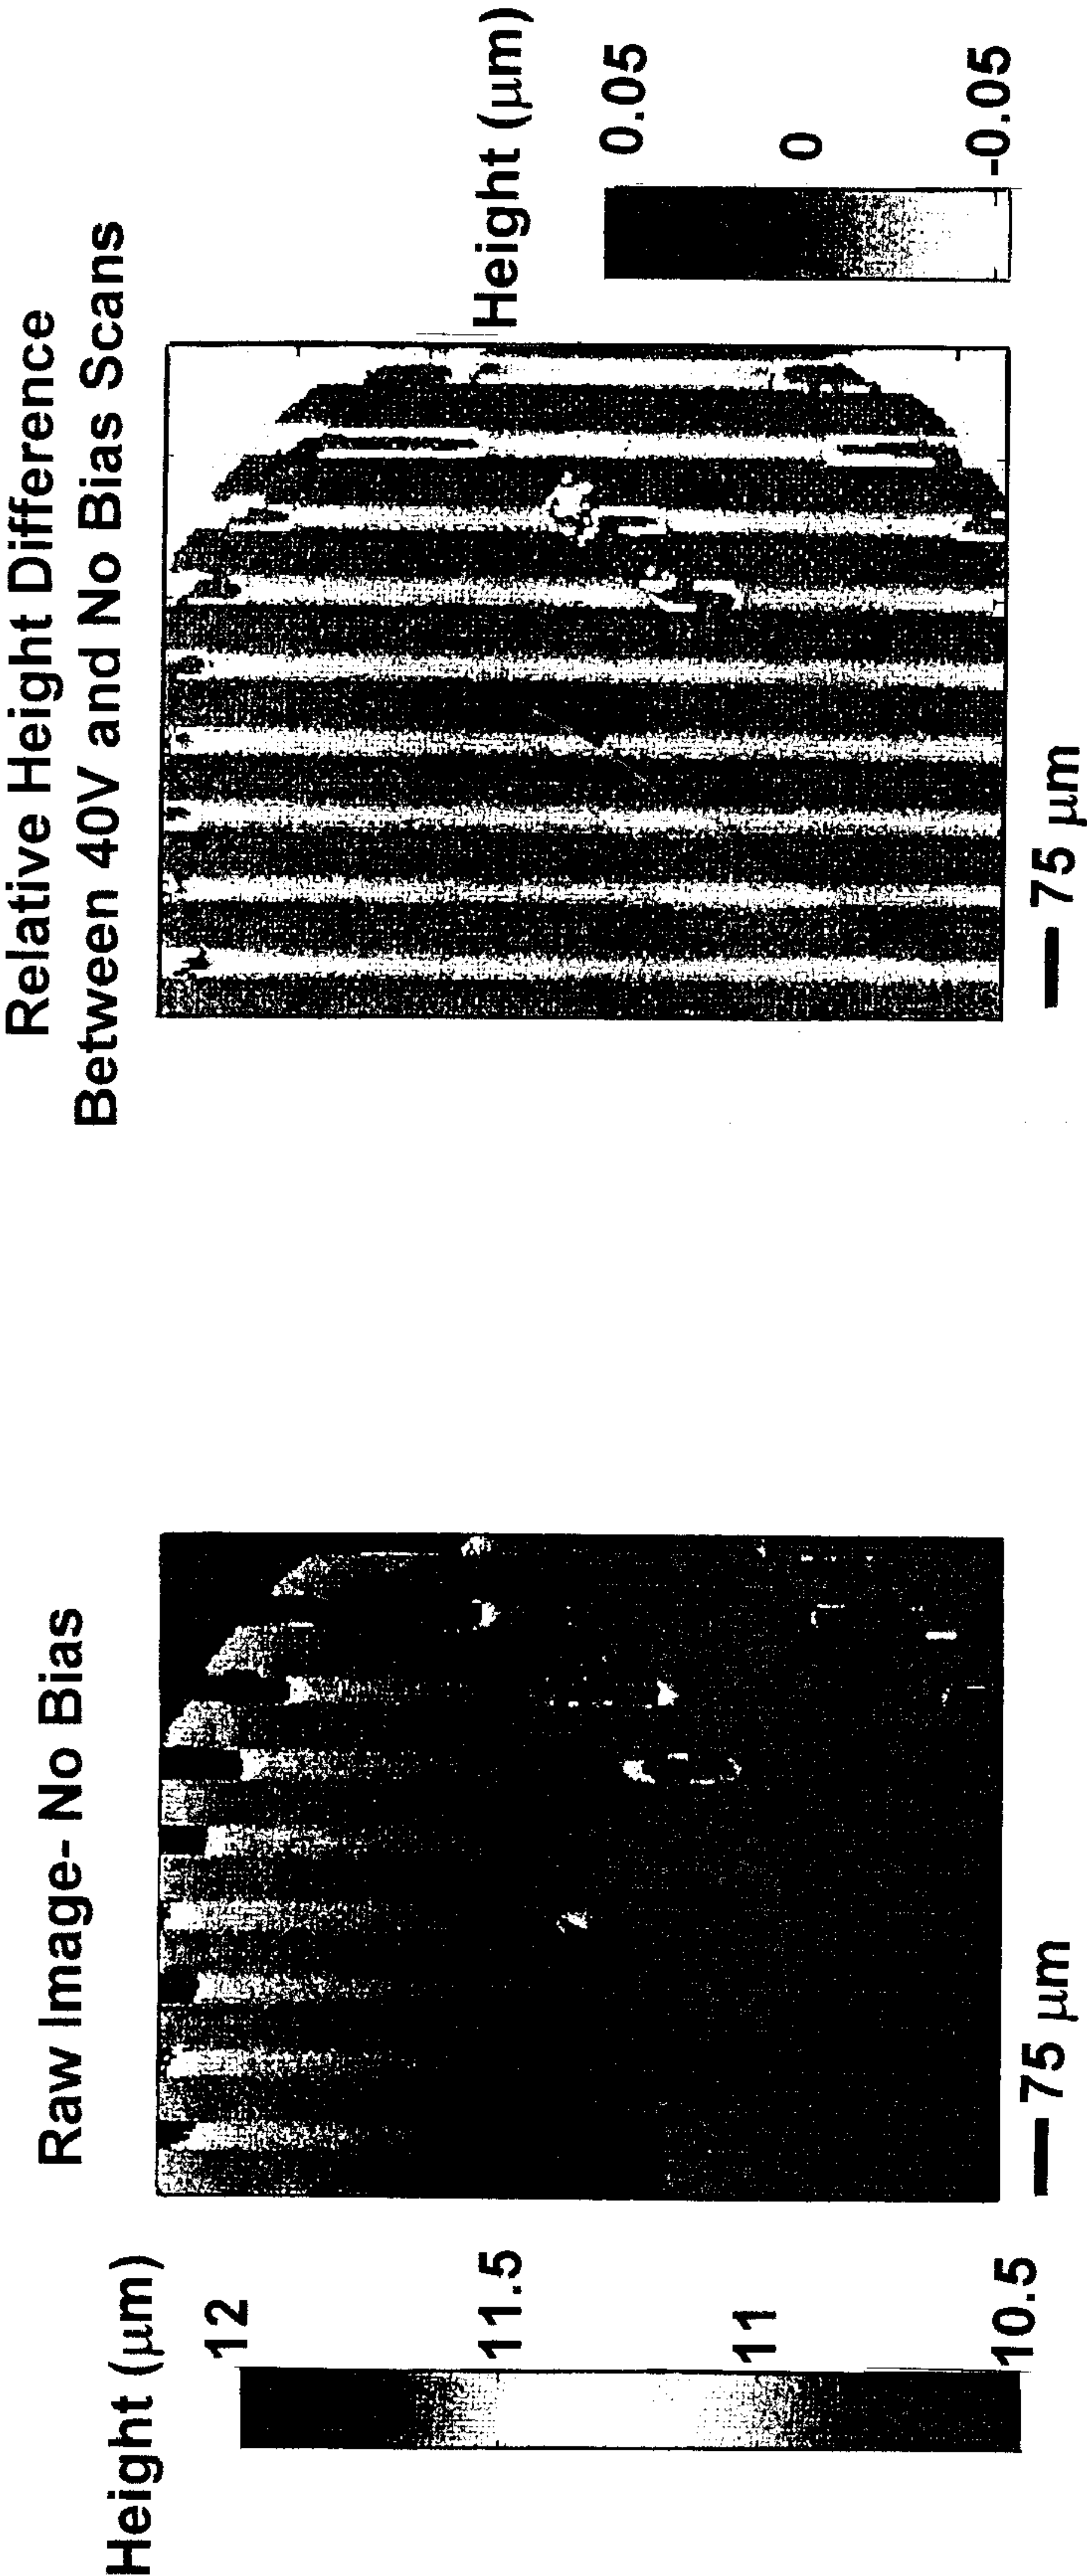 Raw Image- No Bias
Height (μm)
12
11.5
11
10.5
75 μm
Relative Height Difference
Between 40V and No Bias Scans
Height (μm)
0.05
0
-0.05
75 μm